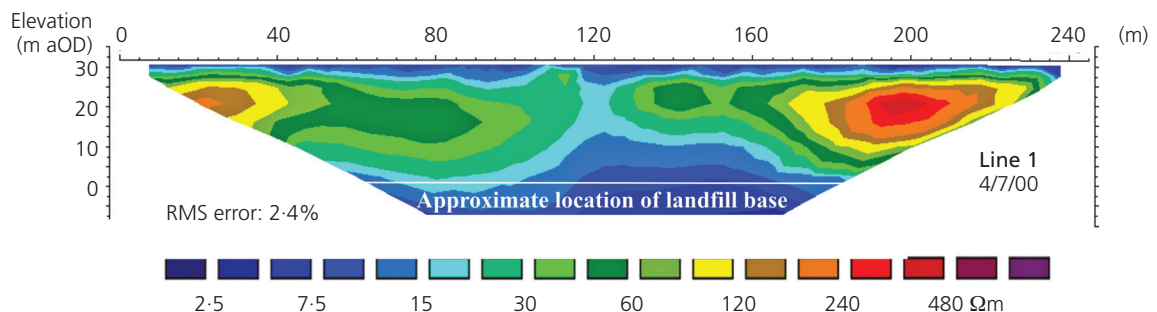 Elevation
(m aOD)
0 40 80 120 160 200 240 (m)
30
20
10
0
Line 1
4/7/00
Approximate location of landfill base
RMS error: 2·4%
2·5 7·5 15 30 60 120 240 480 Ωm